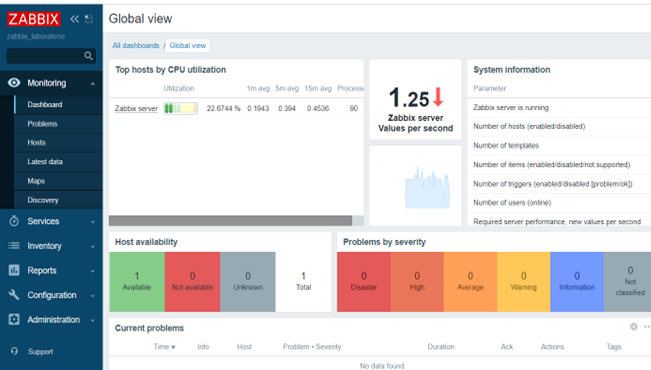 ZABBIX
zabbix_laboratorio
Monitoring
Dashboard
Problems
Hosts
Latest data
Maps
Discovery
Services
Inventory
Reports
Configuration
Administration
Support
Global view
All dashboards / Global view
Top hosts by CPU utilization
Utilization 1m avg 5m avg 15m avg Processes
Zabbix server 22.6744 % 0.1943 0.394 0.4536 90
1.25
Zabbix server
Values per second
System information
Parameter
Zabbix server is running
Number of hosts (enabled/disabled)
Number of templates
Number of items (enabled/disabled/not supported)
Number of triggers (enabled/disabled [problem/ok])
Number of users (online)
Required server performance, new values per second
Host availability
1 Available
0 Not available
0 Unknown
1 Total
Problems by severity
0 Disaster
0 High
0 Average
0 Warning
0 Information
0 Not classified
Current problems
Time Info Host Problem • Severity Duration Ack Actions Tags
No data found.